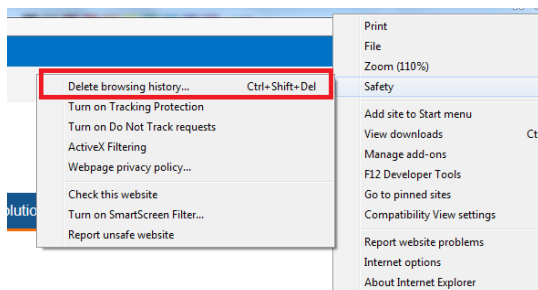 Print
File
Zoom (110%)
Safety
Delete browsing history... Ctrl+Shift+Del
Turn on Tracking Protection
Turn on Do Not Track requests
ActiveX Filtering
Webpage privacy policy...
Check this website
Turn on SmartScreen Filter...
Report unsafe website
Add site to Start menu
View downloads Ct
Manage add-ons
F12 Developer Tools
Go to pinned sites
Compatibility View settings
Report website problems
Internet options
About Internet Explorer
olutio